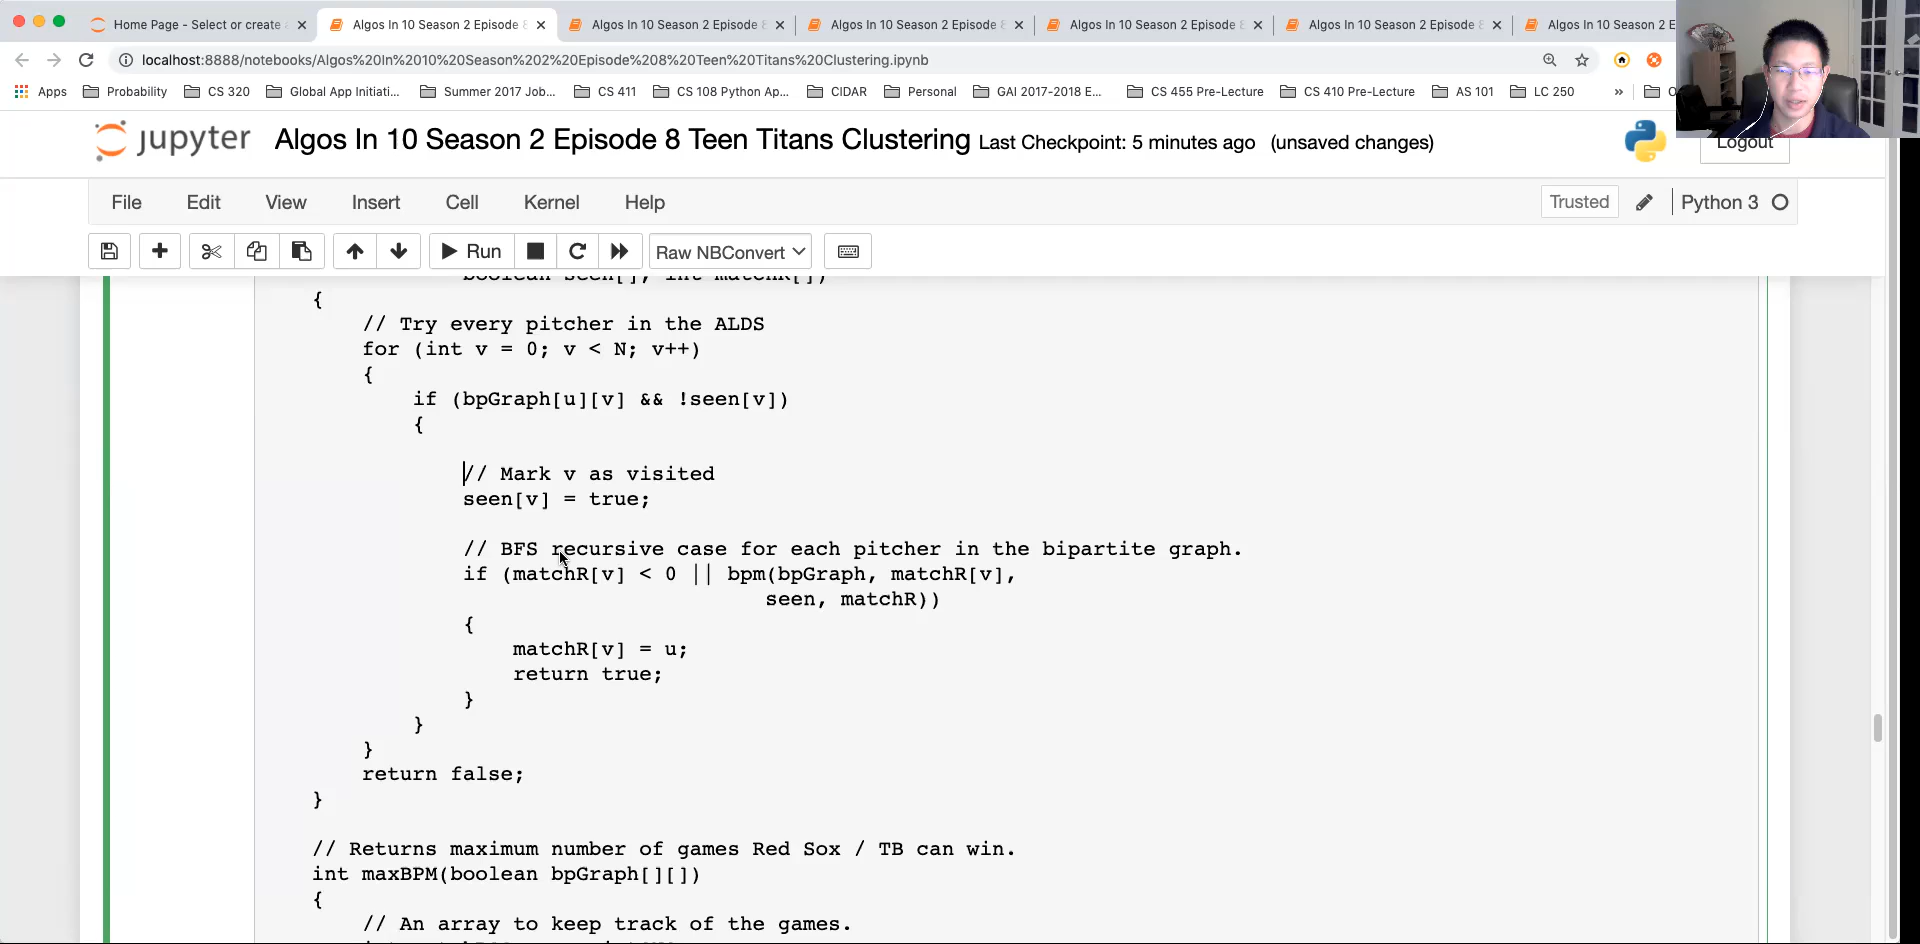 Home Page - Select or create a
Algos In 10 Season 2 Episode 8
Algos In 10 Season 2 Episode 8
Algos In 10 Season 2 Episode 8
Algos In 10 Season 2 Episode 8
Algos In 10 Season 2 Episode 8
Algos In 10 Season 2 E
localhost:8888/notebooks/Algos%20In%2010%20Season%202%20Episode%208%20Teen%20Titans%20Clustering.ipynb
Apps Probability CS 320 Global App Initiati... Summer 2017 Job... CS 411 CS 108 Python Ap... CIDAR Personal GAI 2017-2018 E... CS 455 Pre-Lecture CS 410 Pre-Lecture AS 101 LC 250 »
jupyter Algos In 10 Season 2 Episode 8 Teen Titans Clustering Last Checkpoint: 5 minutes ago (unsaved changes)
Logout
File Edit View Insert Cell Kernel Help Trusted Python 3
Run Raw NBConvert
boolean seen[], int matchR[])
{
// Try every pitcher in the ALDS
for (int v = 0; v < N; v++)
{
if (bpGraph[u][v] && !seen[v])
{
// Mark v as visited
seen[v] = true;
// BFS recursive case for each pitcher in the bipartite graph.
if (matchR[v] < 0 || bpm(bpGraph, matchR[v],
seen, matchR))
{
matchR[v] = u;
return true;
}
}
}
return false;
}
// Returns maximum number of games Red Sox / TB can win.
int maxBPM(boolean bpGraph[][])
{
// An array to keep track of the games.